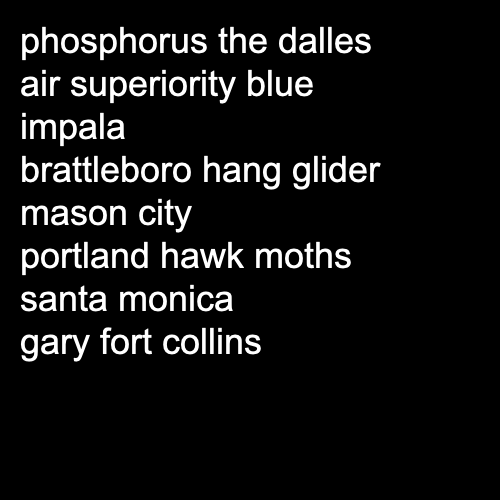 phosphorus the dalles
air superiority blue
impala
brattleboro hang glider
mason city
portland hawk moths
santa monica
gary fort collins